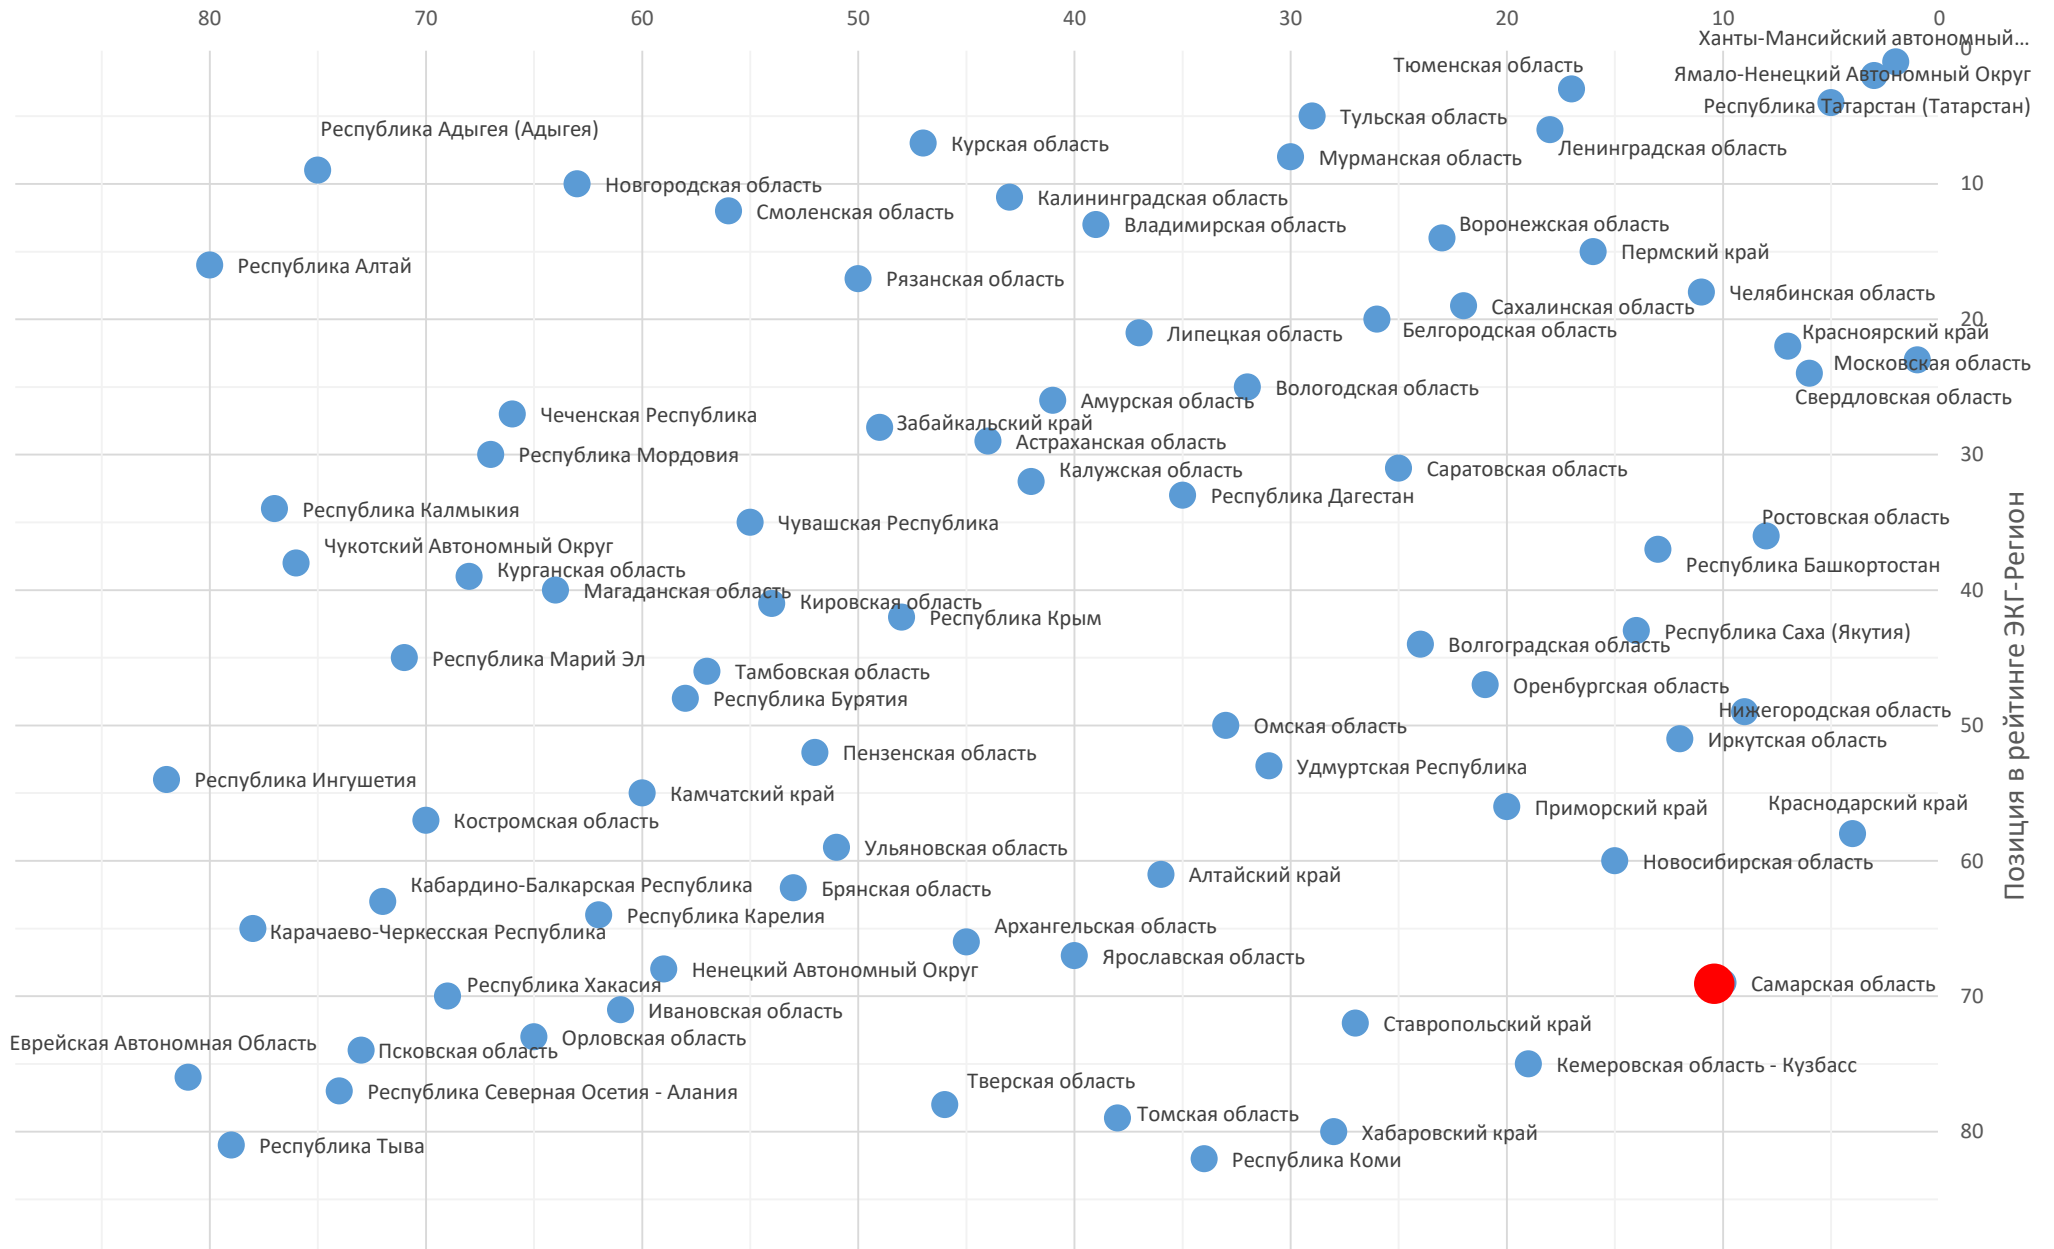 80 70 60 50 40 30 20 10 0
Ханты-Мансийский автономный...
0
Тюменская область
Ямало-Ненецкий Автономный Округ
Республика Татарстан (Татарстан)
Тульская область
Республика Адыгея (Адыгея)
Курская область
Ленинградская область
Мурманская область
10
Новгородская область
Калининградская область
Смоленская область
Владимирская область
Воронежская область
Пермский край
Республика Алтай
Рязанская область
Челябинская область
Сахалинская область
20
Белгородская область
Красноярский край
Липецкая область
Московская область
Вологодская область
Свердловская область
Амурская область
Чеченская Республика
Забайкальский край
Астраханская область
Республика Мордовия
30
Калужская область
Саратовская область
Республика Дагестан
Республика Калмыкия
Ростовская область
Чувашская Республика
Чукотский Автономный Округ
Республика Башкортостан
Курганская область
Магаданская область
40
Кировская область
Республика Крым
Республика Саха (Якутия)
Волгоградская область
Республика Марий Эл
Тамбовская область
Оренбургская область
Республика Бурятия
Нижегородская область
Омская область
50
Иркутская область
Пензенская область
Удмуртская Республика
Республика Ингушетия
Камчатский край
Краснодарский край
Приморский край
Костромская область
Ульяновская область
60
Новосибирская область
Алтайский край
Кабардино-Балкарская Республика
Брянская область
Республика Карелия
Архангельская область
Карачаево-Черкесская Республика
Ярославская область
Ненецкий Автономный Округ
Республика Хакасия
Самарская область
70
Ивановская область
Ставропольский край
Орловская область
Еврейская Автономная Область
Псковская область
Кемеровская область - Кузбасс
Тверская область
Республика Северная Осетия - Алания
Томская область
80
Хабаровский край
Республика Тыва
Республика Коми
Позиция в рейтинге ЭКГ-Регион